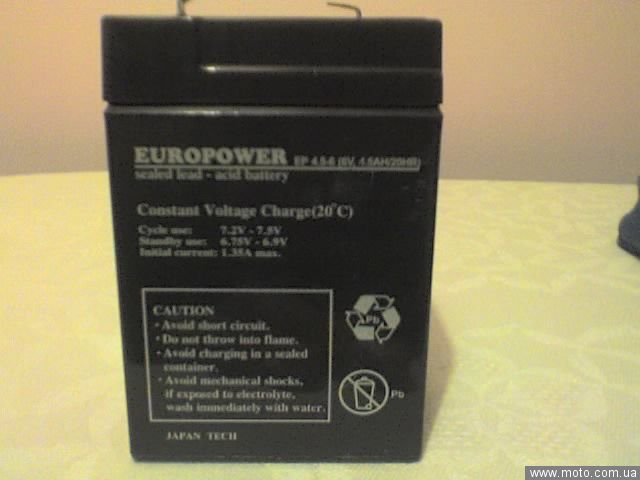 EUROPOWER EP 4.5-6 (6V, 4.5AH/20HR)
sealed lead - acid battery
Constant Voltage Charge(20°C)
Cycle use: 7.2V - 7.5V
Standby use: 6.75V - 6.9V
Initial current: 1.35A max.
CAUTION
· Avoid short circuit.
· Do not throw into flame.
· Avoid charging in a sealed
container.
· Avoid mechanical shocks,
if exposed to electrolyte,
wash immediately with water.
Pb
Pb
JAPAN TECH
www.moto.com.ua